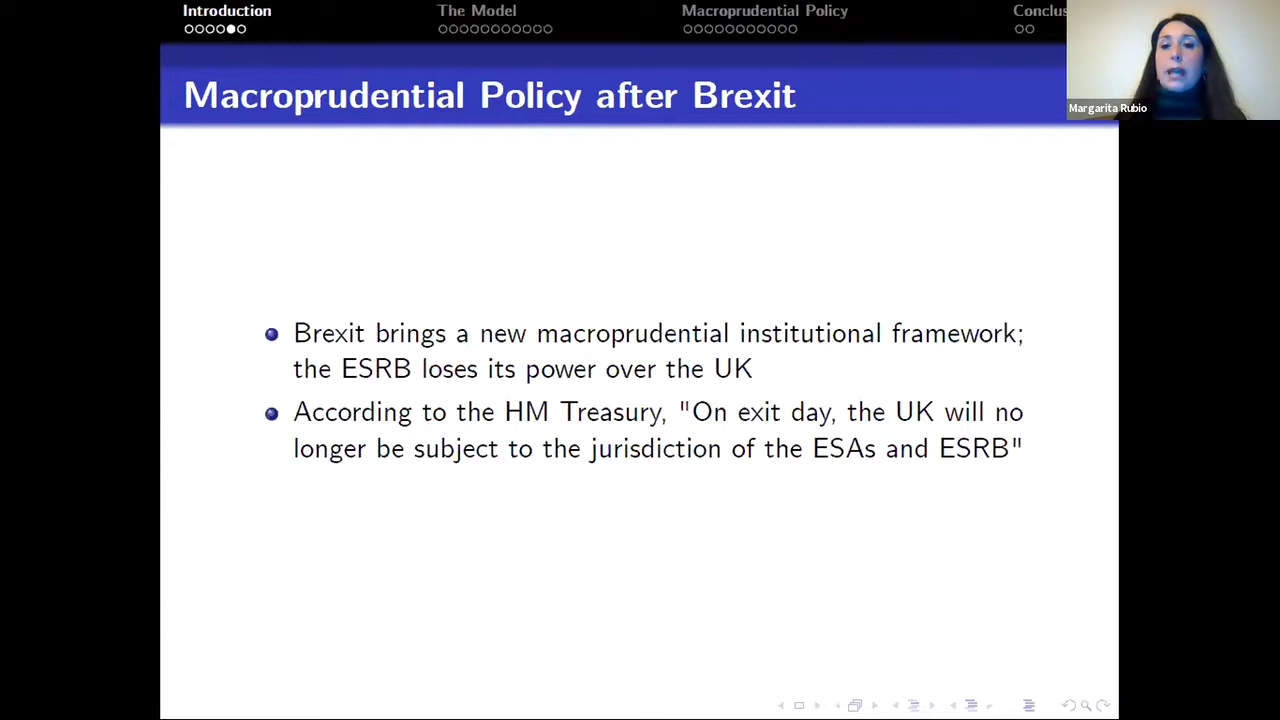 Introduction
The Model
Macroprudential Policy
Conclus
Margarita Rubio
Macroprudential Policy after Brexit
Brexit brings a new macroprudential institutional framework;
the ESRB loses its power over the UK
According to the HM Treasury, "On exit day, the UK will no
longer be subject to the jurisdiction of the ESAs and ESRB"